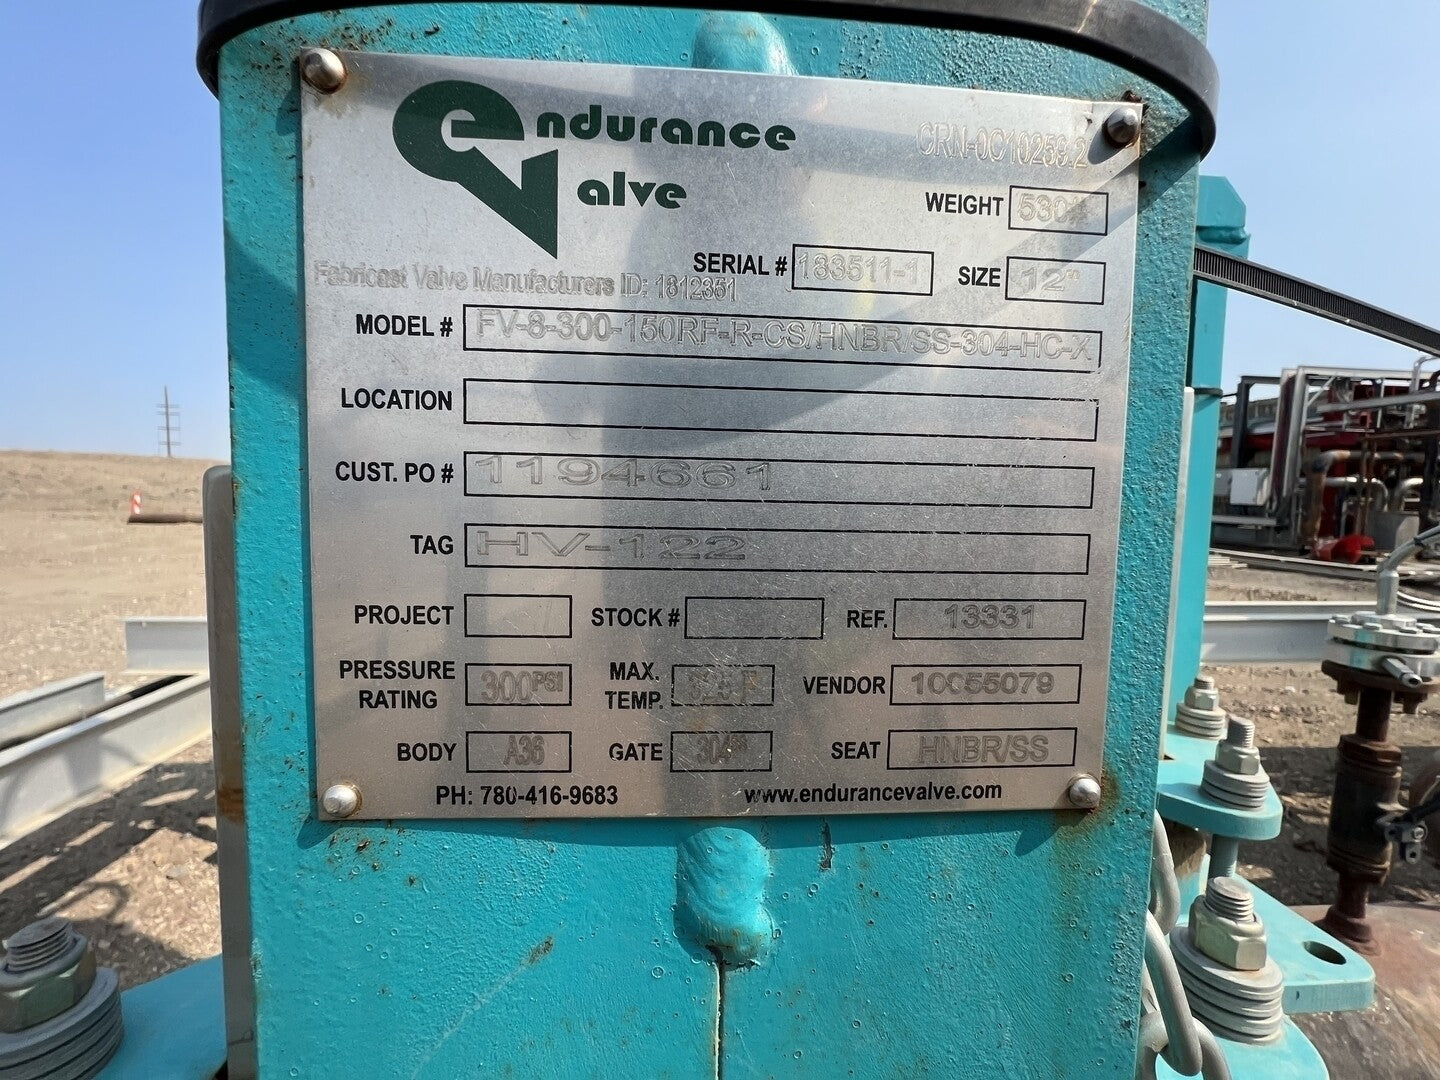 endurance
Valve
CRN-0C10259.2
WEIGHT 530#
SERIAL # 183511-1 SIZE 12"
Fabricast Valve Manufacturers ID: 1812351
MODEL # FV-8-300-150RF-R-CS/HNBR/SS-304-HC-X
LOCATION
CUST. PO # 1194661
TAG HV-122
PROJECT STOCK # REF. 13331
PRESSURE RATING 300PSI MAX. TEMP. VENDOR 10055079
BODY A36 GATE 304SS SEAT HNBR/SS
PH: 780-416-9683 www.endurancevalve.com